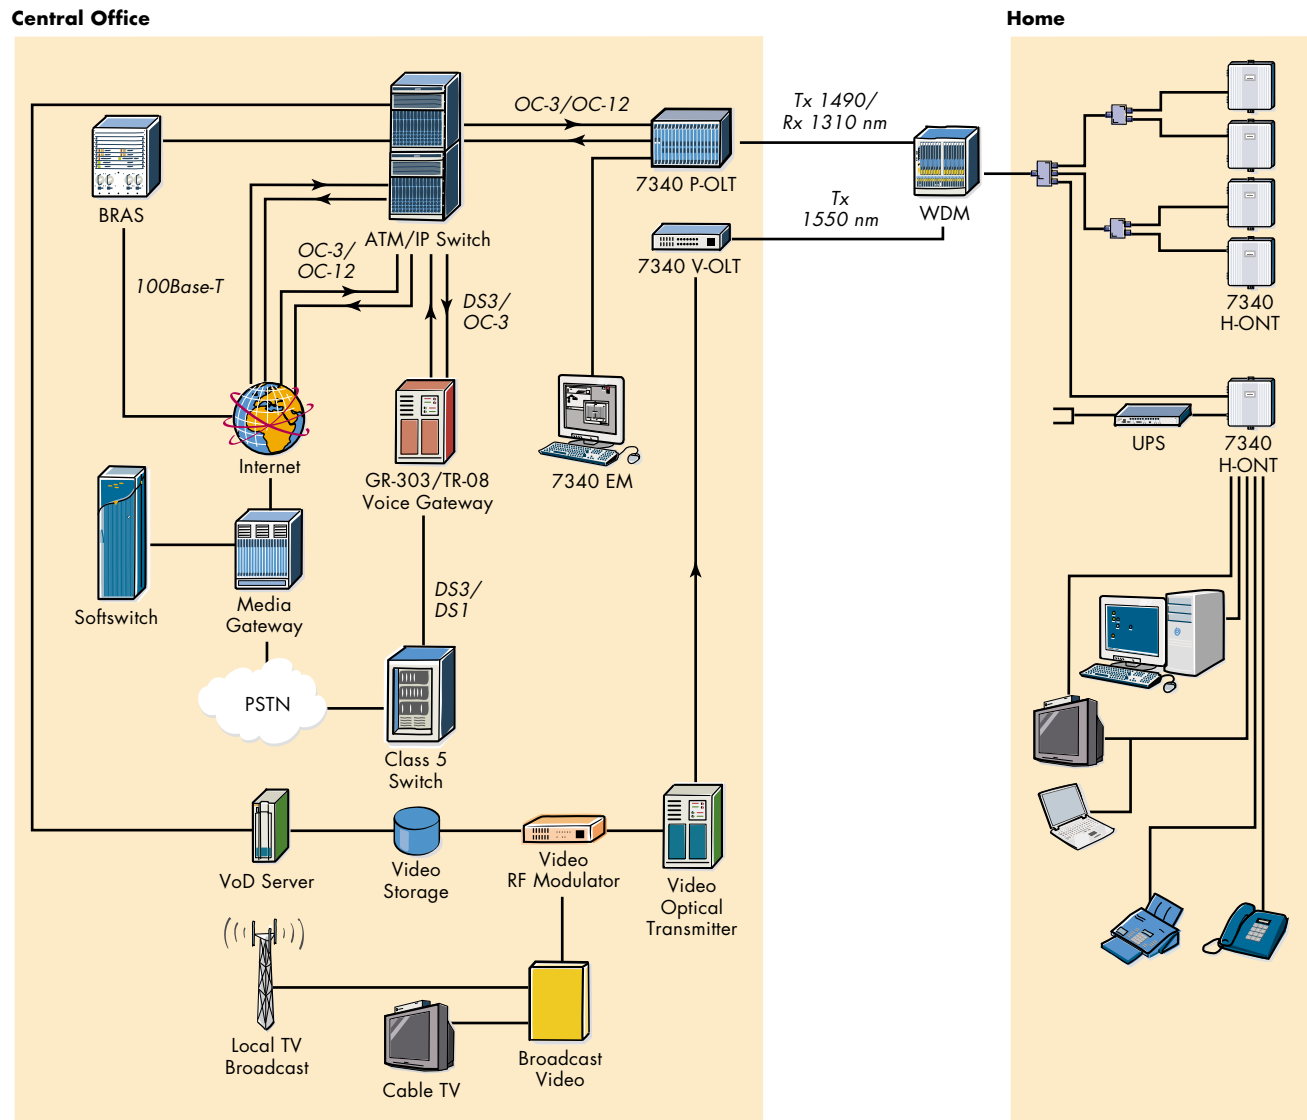 Central Office
Home
OC-3/OC-12
Tx 1490/
Rx 1310 nm
BRAS
7340 P-OLT
WDM
Tx
1550 nm
ATM/IP Switch
7340 V-OLT
OC-3/
OC-12
100Base-T
DS3/
OC-3
7340
H-ONT
UPS
7340
H-ONT
Internet
GR-303/TR-08
Voice Gateway
7340 EM
Softswitch
Media
Gateway
DS3/
DS1
PSTN
Class 5
Switch
VoD Server
Video
Storage
Video
RF Modulator
Video
Optical
Transmitter
Local TV
Broadcast
Cable TV
Broadcast
Video